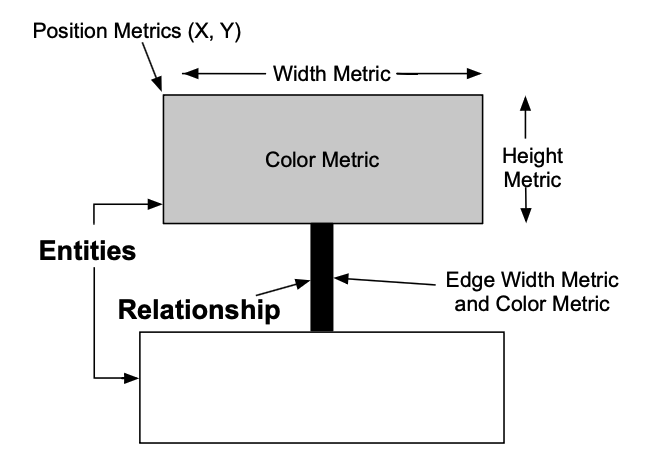 Position Metrics (X, Y)
Width Metric
Color Metric
Height
Metric
Entities
Relationship
Edge Width Metric
and Color Metric